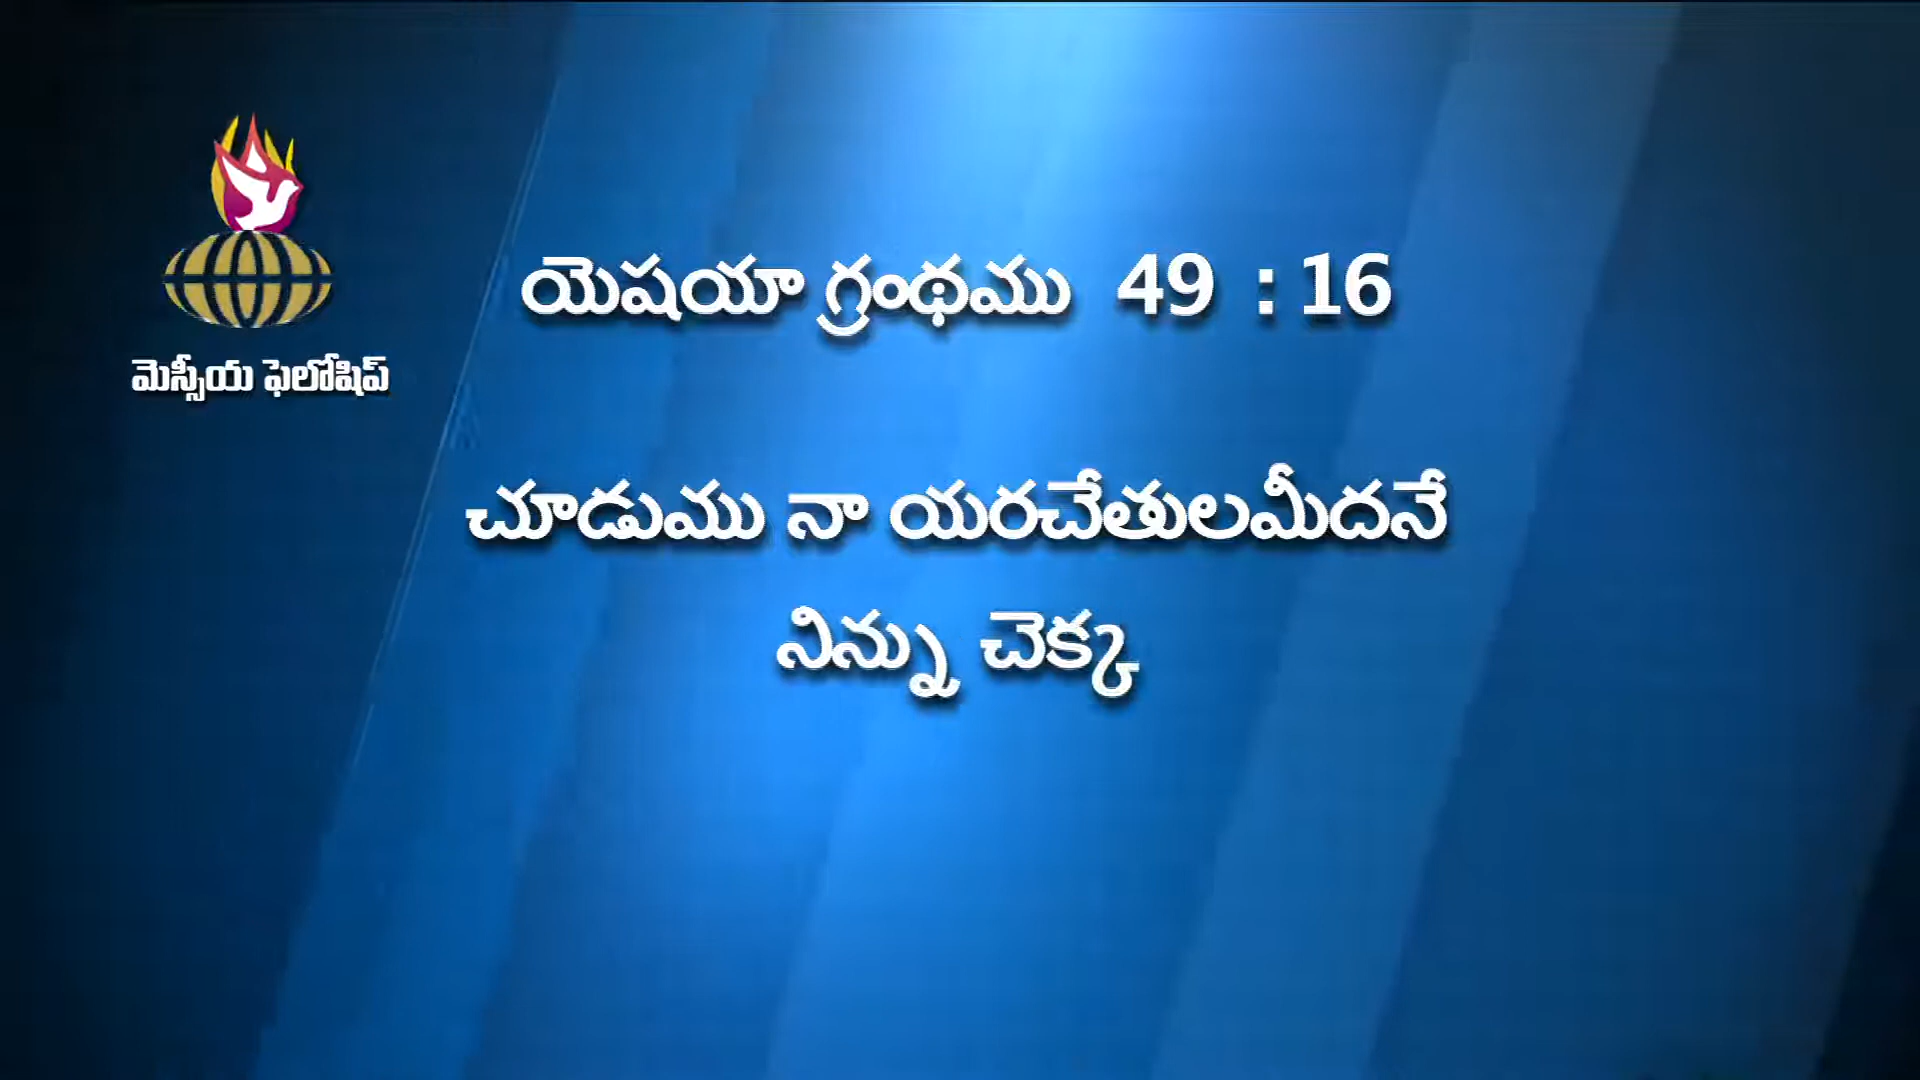 యెషయా గ్రంథము 49 : 16
మెస్సీయ ఫెలోషిప్
చూడుము నా యరచేతులమీదనే
నిన్ను చెక్క